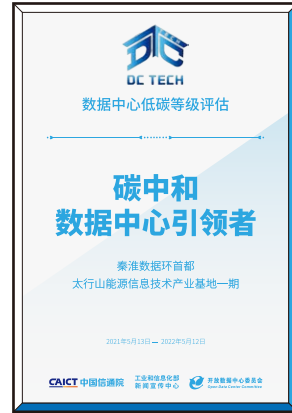 DC TECH
数据中心低碳等级评估
碳中和
数据中心引领者
秦淮数据环首都
太行山能源信息技术产业基地一期
2021年5月13日 — 2022年5月12日
CAICT 中国信通院
工业和信息化部
新闻宣传中心
开放数据中心委员会
Open Data Center Committee